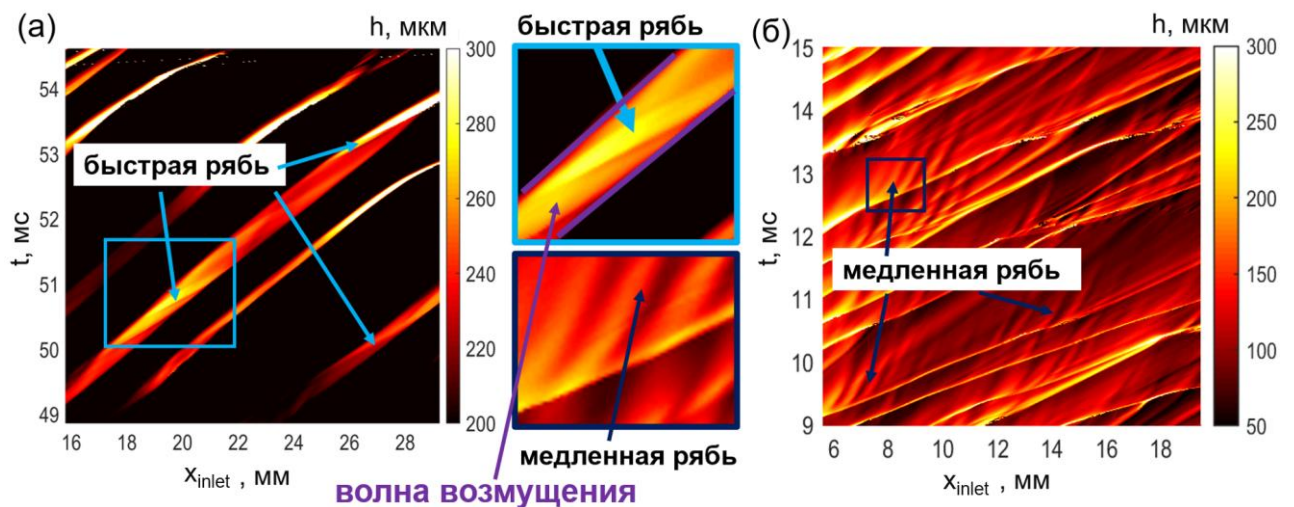 (а)
h, мкм
300
280
260
240
220
200
54
53
52
51
50
49
t, мс
16 18 20 22 24 26 28
x_inlet , мм
быстрая рябь
быстрая рябь
медленная рябь
волна возмущения
(б)
h, мкм
300
250
200
150
100
50
15
14
13
12
11
10
9
t, мс
6 8 10 12 14 16 18
x_inlet , мм
медленная рябь